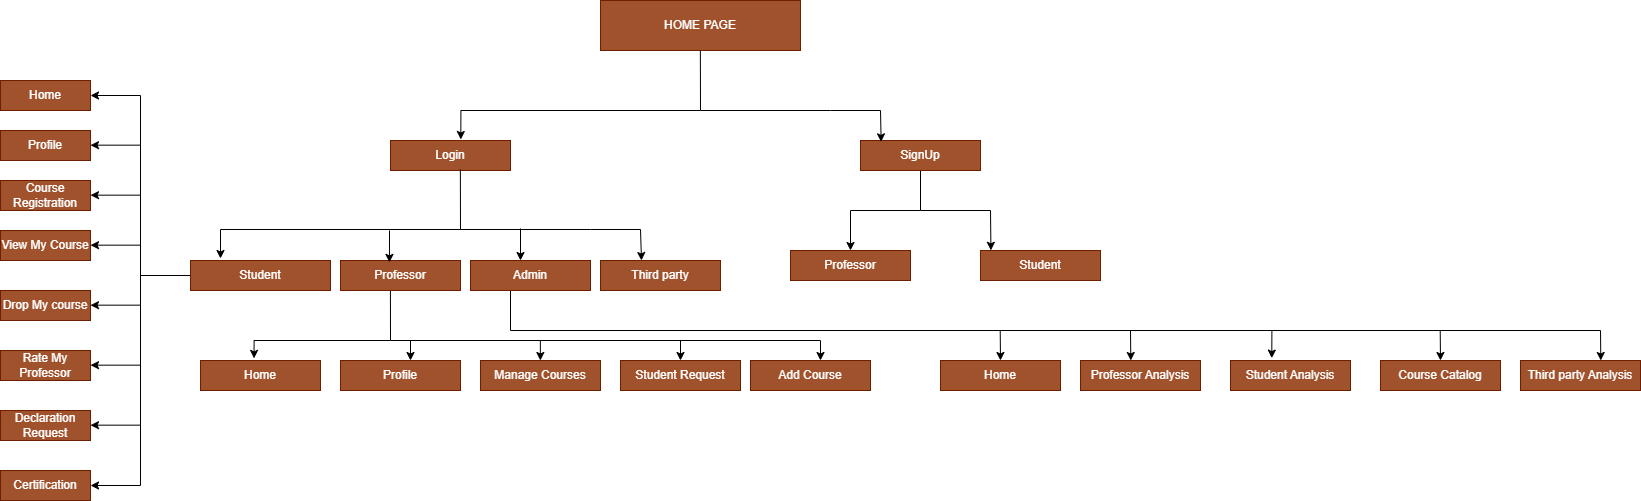 HOME PAGE
Home
Profile
Course
Registration
View My Course
Drop My course
Rate My
Professor
Declaration
Request
Certification
Login
SignUp
Student
Professor
Admin
Third party
Professor
Student
Home
Profile
Manage Courses
Student Request
Add Course
Home
Professor Analysis
Student Analysis
Course Catalog
Third party Analysis